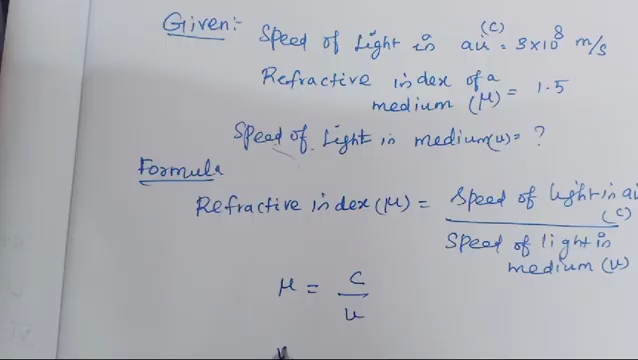 Given:- Speed of light in air (c) = 3×10⁸ m/s
Refractive index of a
medium (μ) = 1.5
Speed of light in medium(u) = ?
Formula
Refractive index (μ) = Speed of light in ai (c)
Speed of light in
medium (u)
μ = c
u